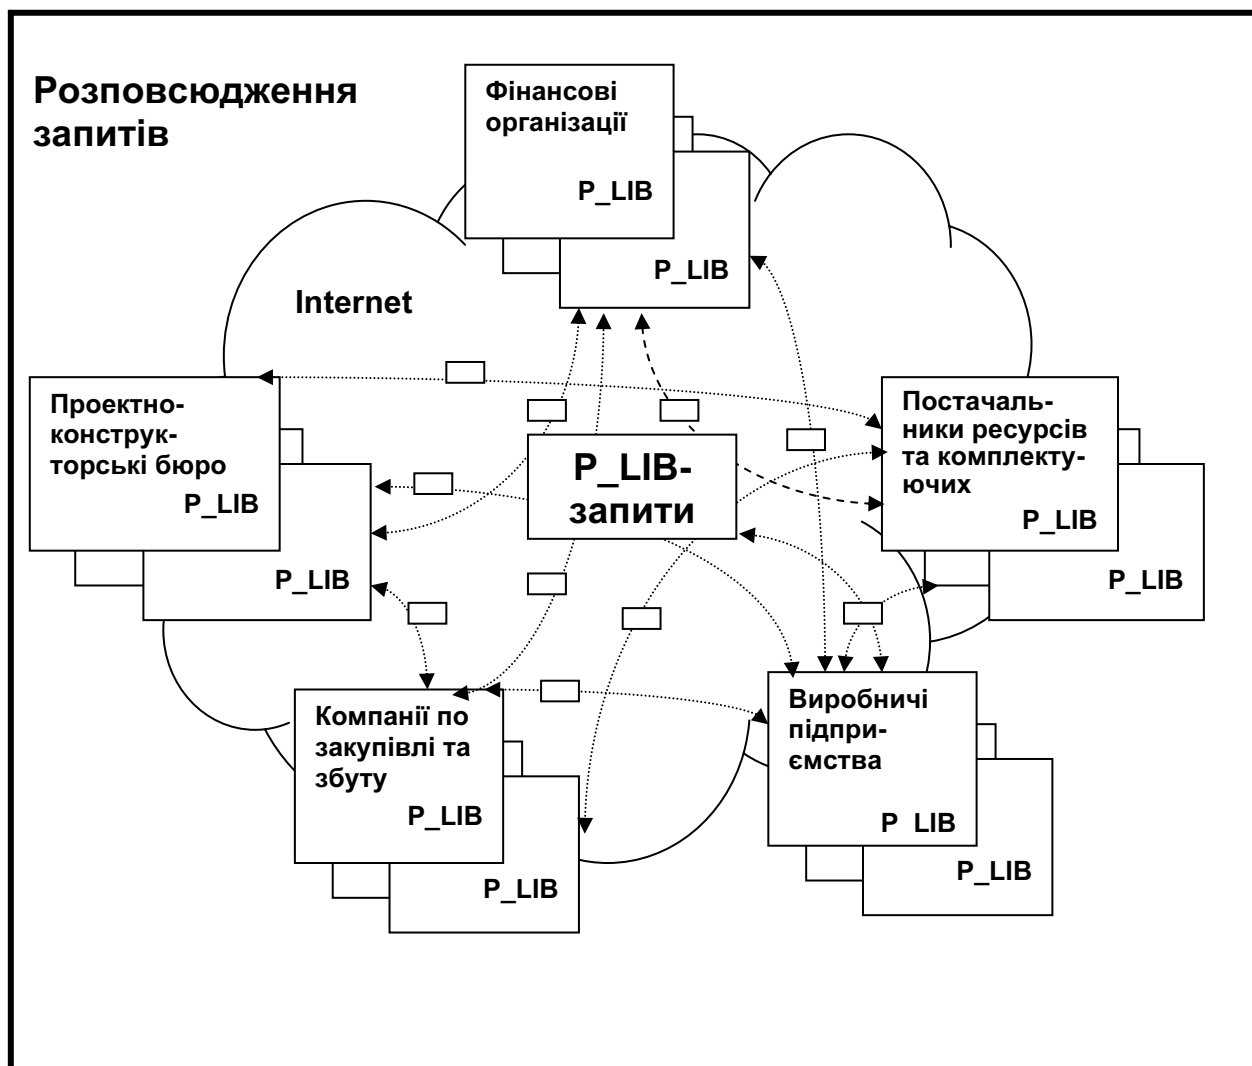 Розповсюдження
запитів
Фінансові
організації
P_LIB
P_LIB
Internet
Проектно-
конструк-
торські бюро
P_LIB
P_LIB
P_LIB-
запити
Постачаль-
ники ресурсів
та комплекту-
ючих
P_LIB
P_LIB
Компанії по
закупівлі та
збуту
P_LIB
P_LIB
Виробничі
підпри-
ємства
P LIB
P_LIB